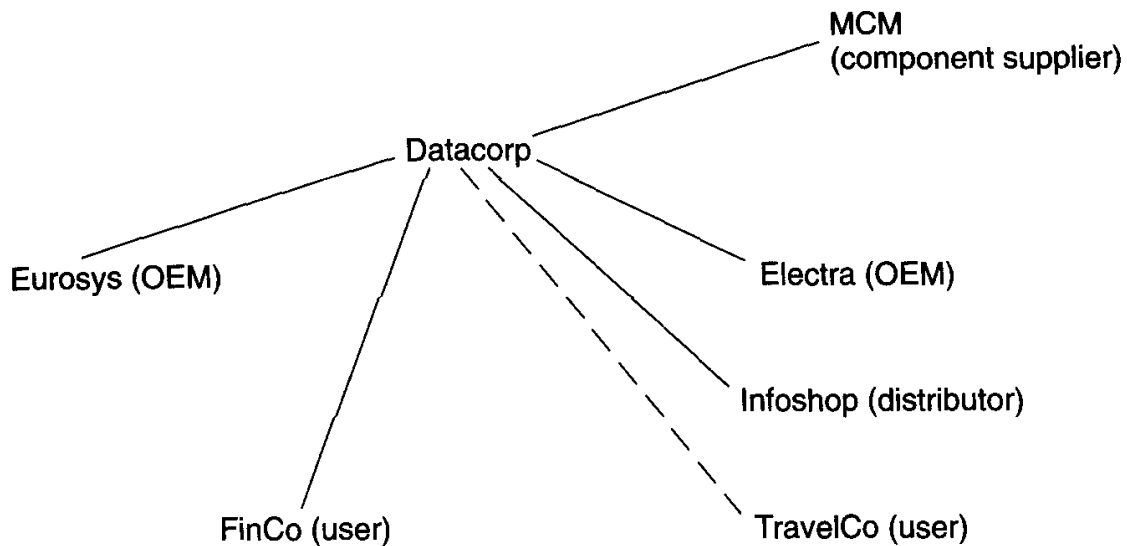 MCM
(component supplier)
Datacorp
Eurosys (OEM)
Electra (OEM)
Infoshop (distributor)
FinCo (user)
TravelCo (user)